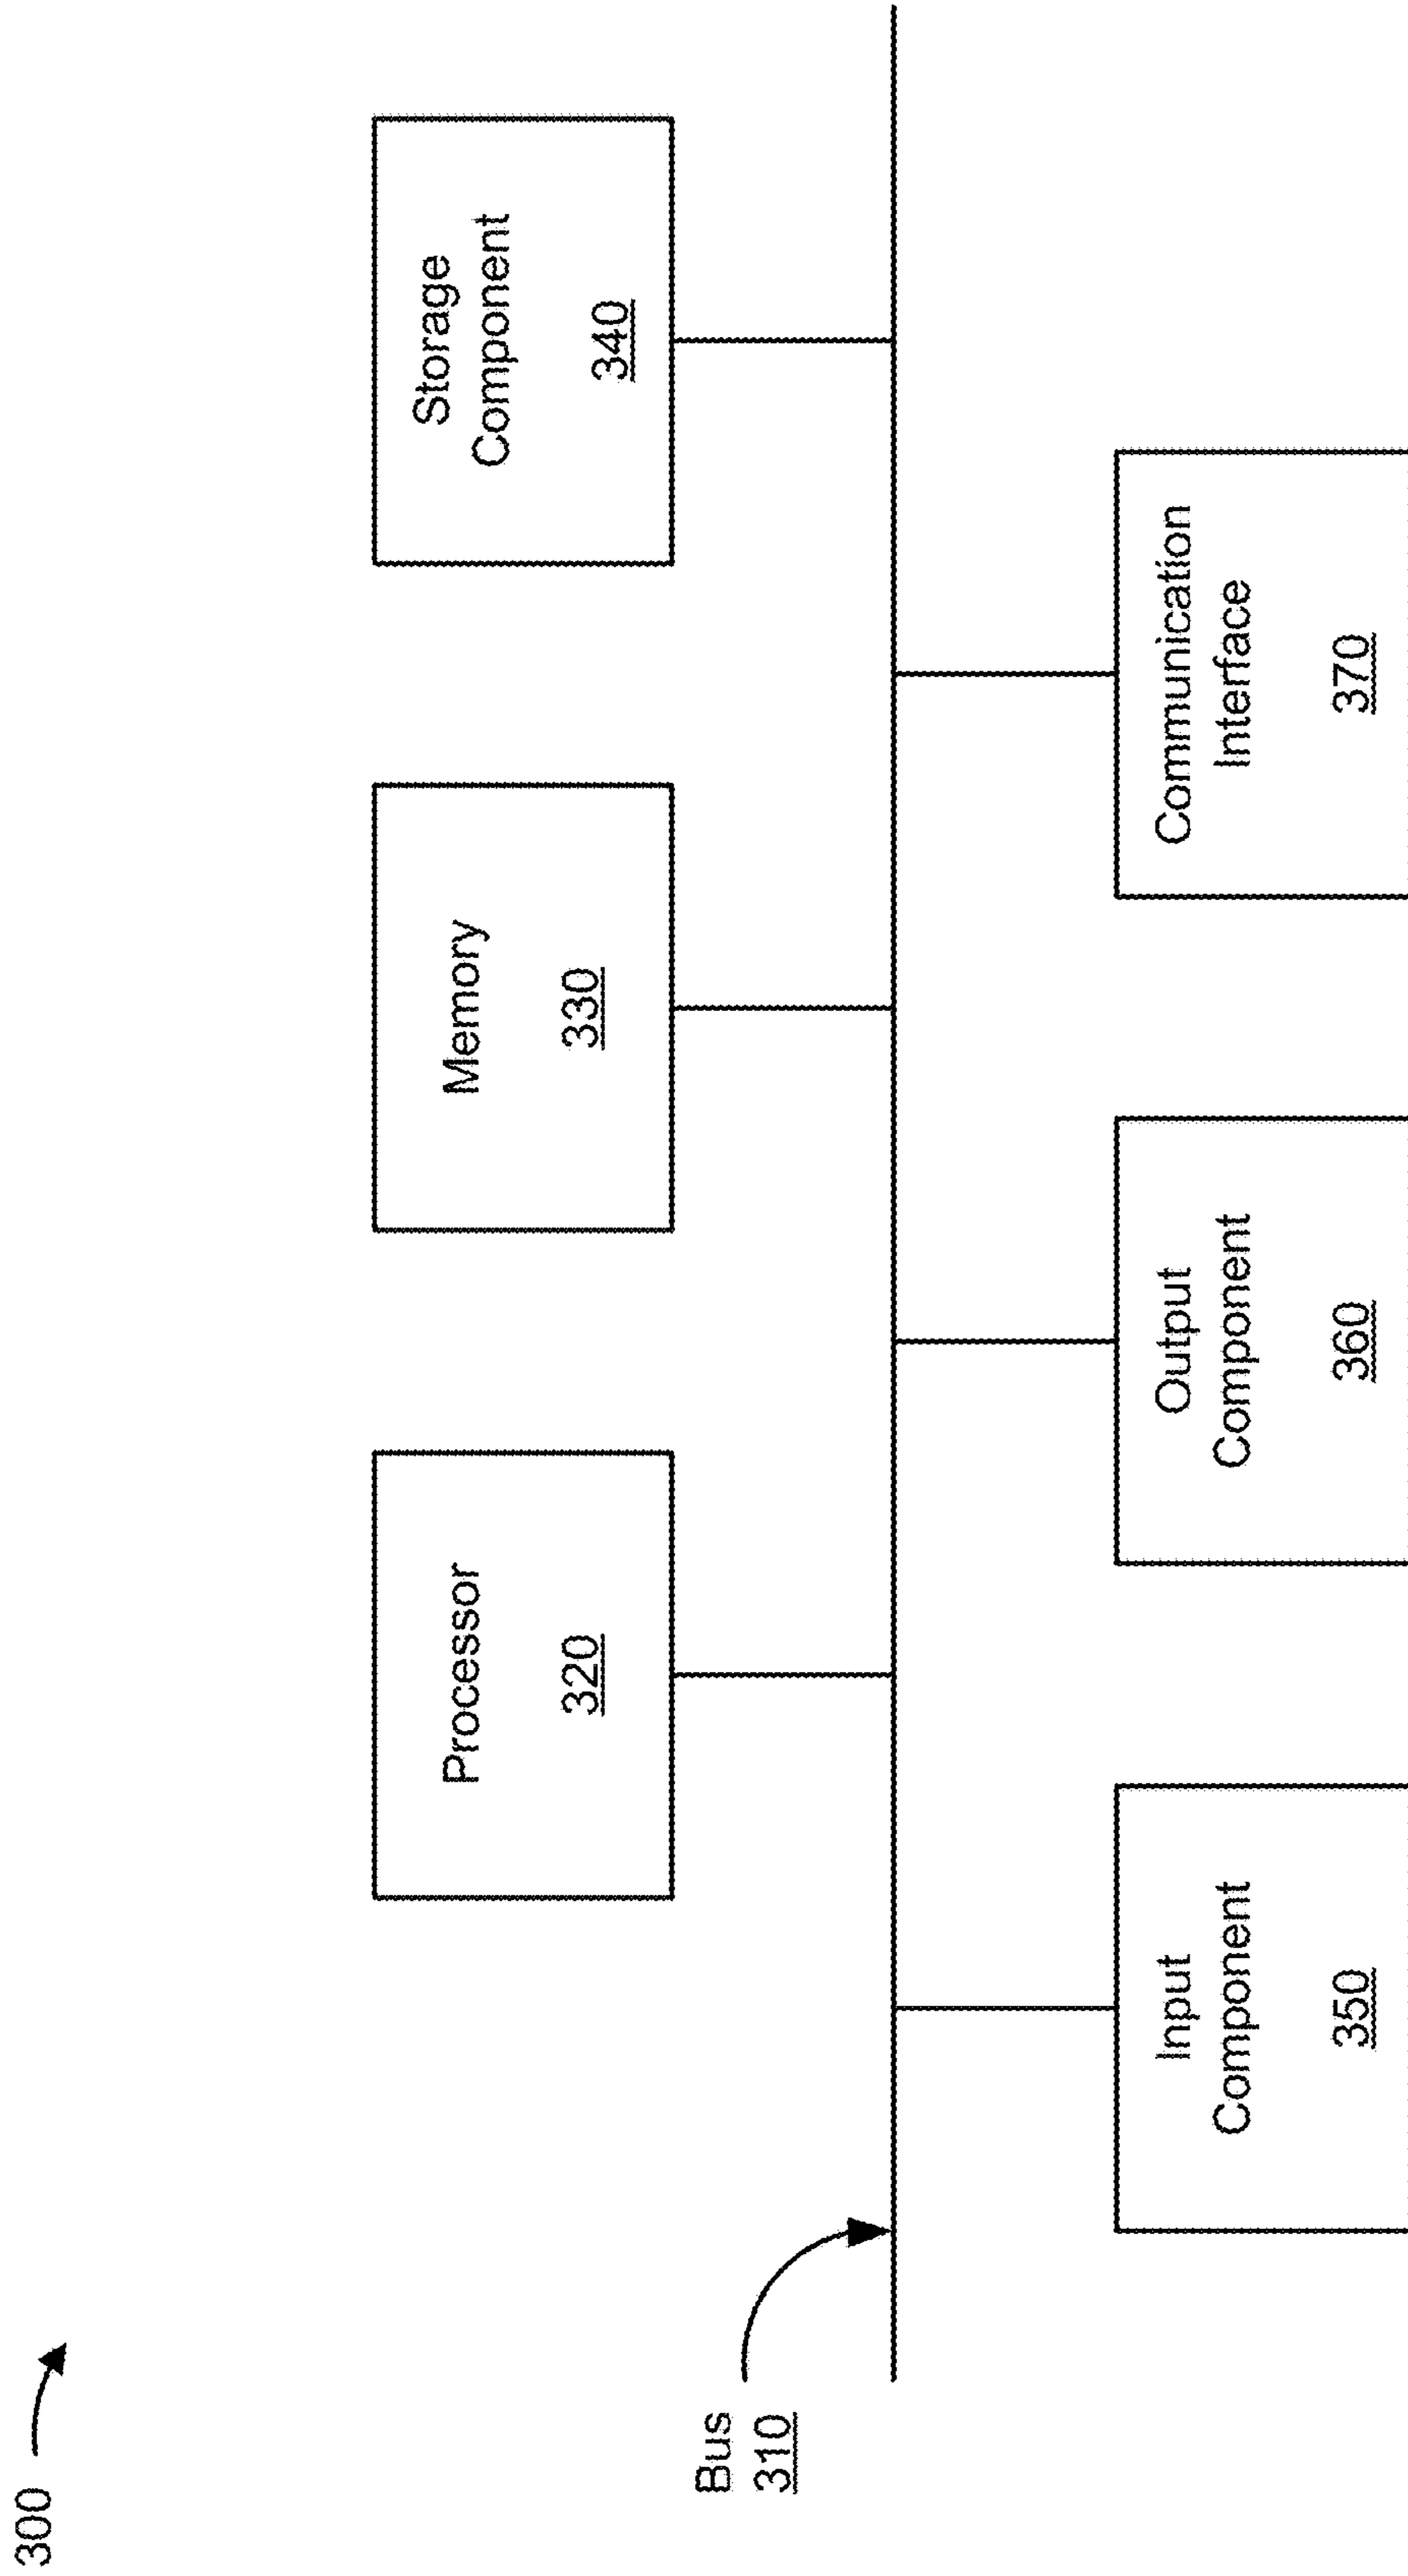 300
Processor
320
Memory
330
Storage
Component
340
Bus
310
Input
Component
350
Output
Component
360
Communication
Interface
370